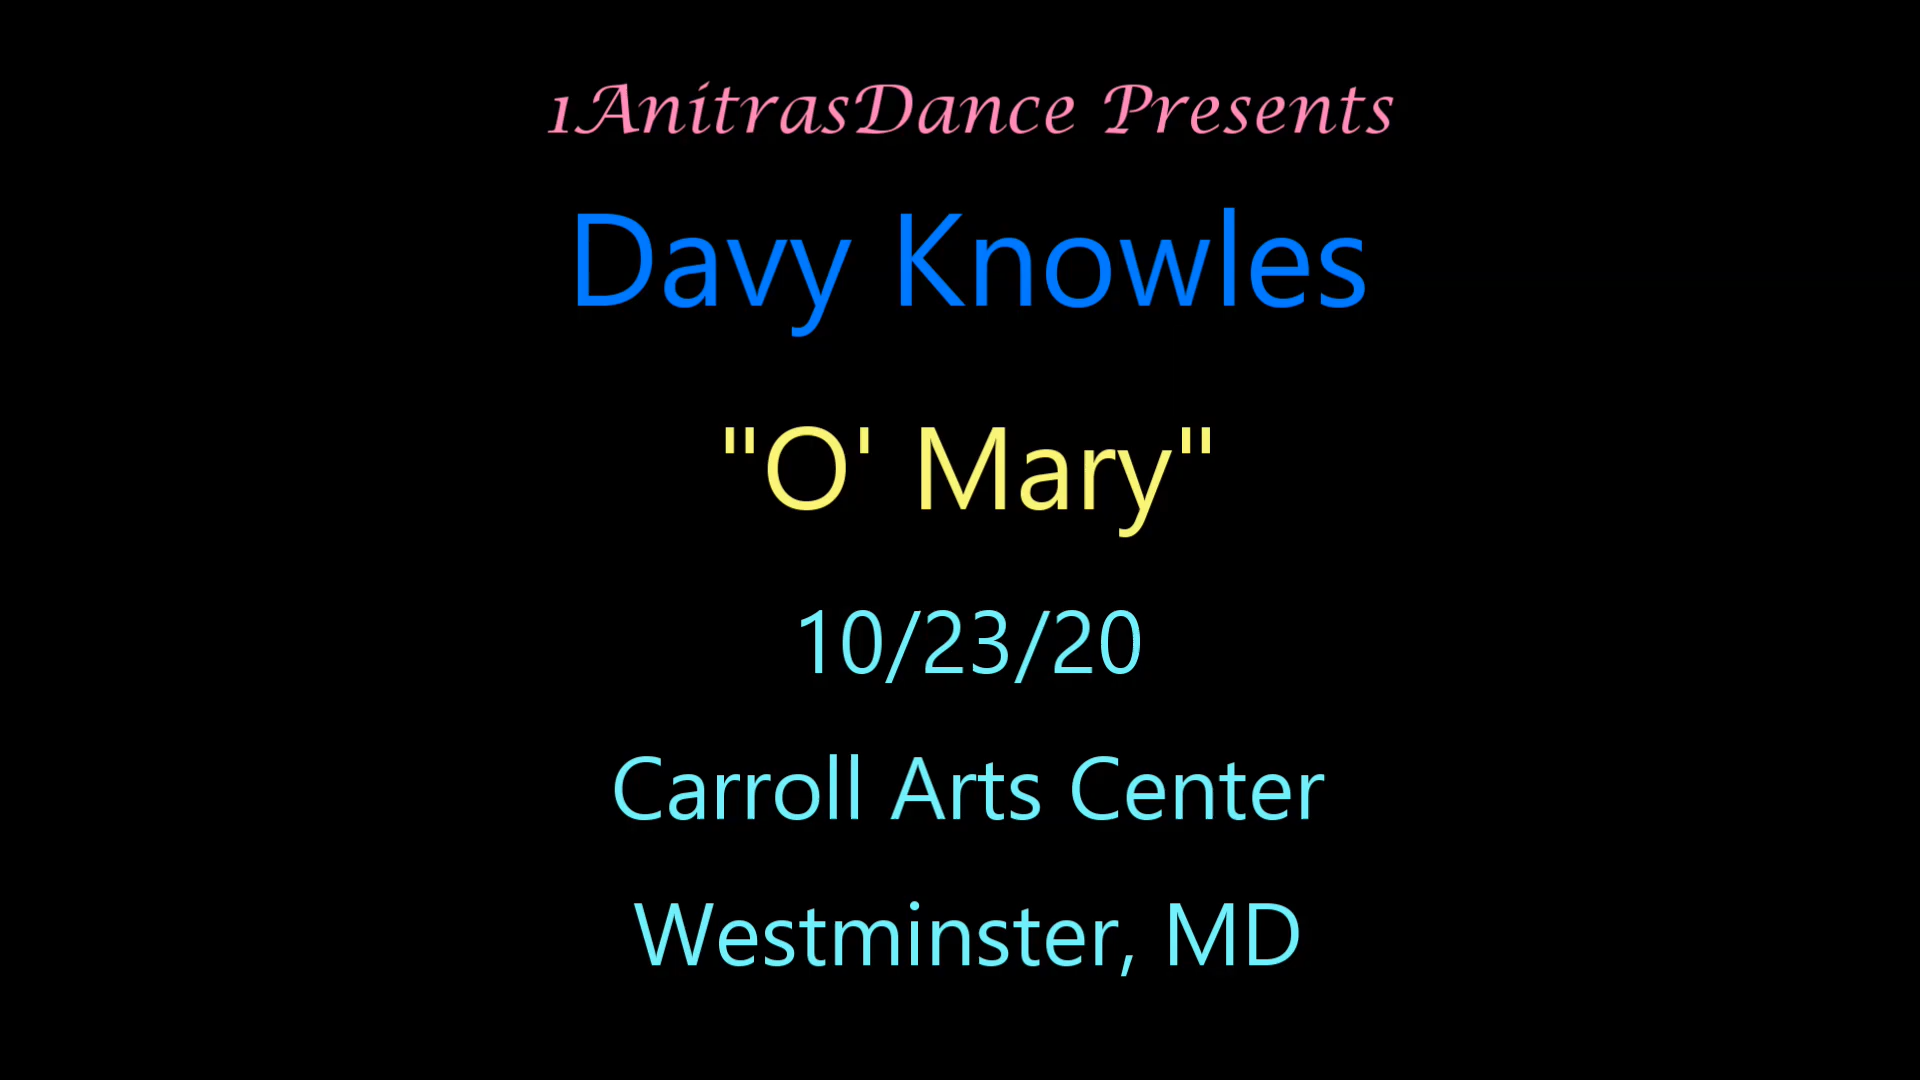 1AnitrasDance Presents
Davy Knowles
"O' Mary"
10/23/20
Carroll Arts Center
Westminster, MD